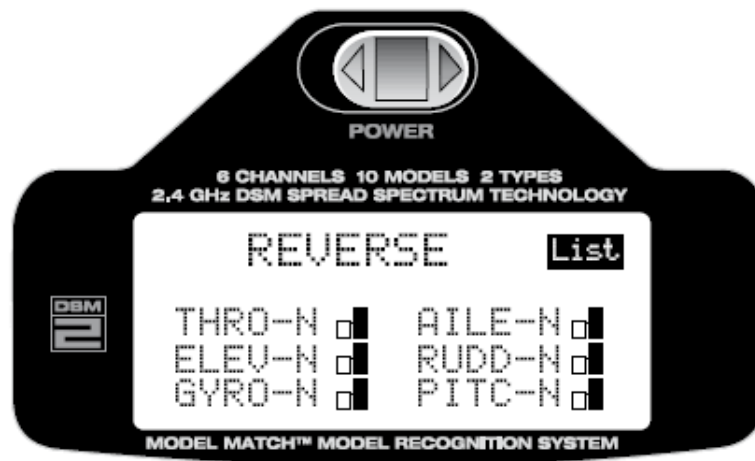 POWER
6 CHANNELS 10 MODELS 2 TYPES
2.4 GHz DSM SPREAD SPECTRUM TECHNOLOGY
REVERSE List
DSM
2
THRO-N AILE-N
ELEV-N RUDD-N
GYRO-N PITC-N
MODEL MATCH™ MODEL RECOGNITION SYSTEM